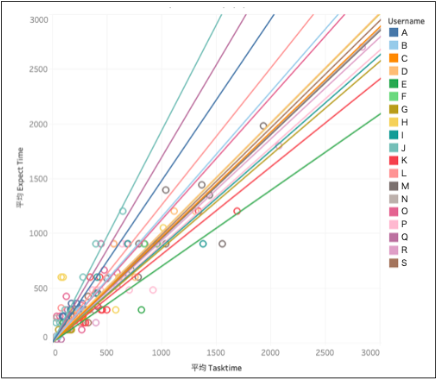 Username
A
B
C
D
E
F
G
H
I
J
K
L
M
N
O
P
Q
R
S
3000
2500
2000
1500
1000
500
0
平均 Expect Time
0 500 1000 1500 2000 2500 3000
平均 Tasktime